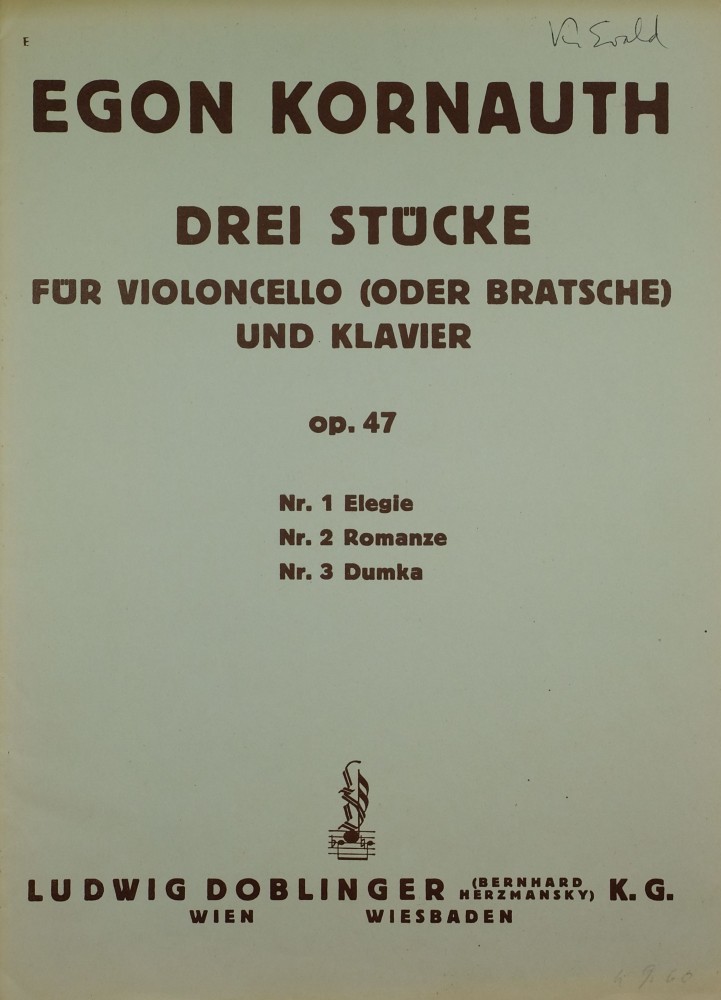 E
EGON KORNAUTH
DREI STÜCKE
FÜR VIOLONCELLO (ODER BRATSCHE)
UND KLAVIER
op. 47
Nr. 1 Elegie
Nr. 2 Romanze
Nr. 3 Dumka
LUDWIG DOBLINGER (BERNHARD HERZMANSKY) K. G.
WIEN WIESBADEN